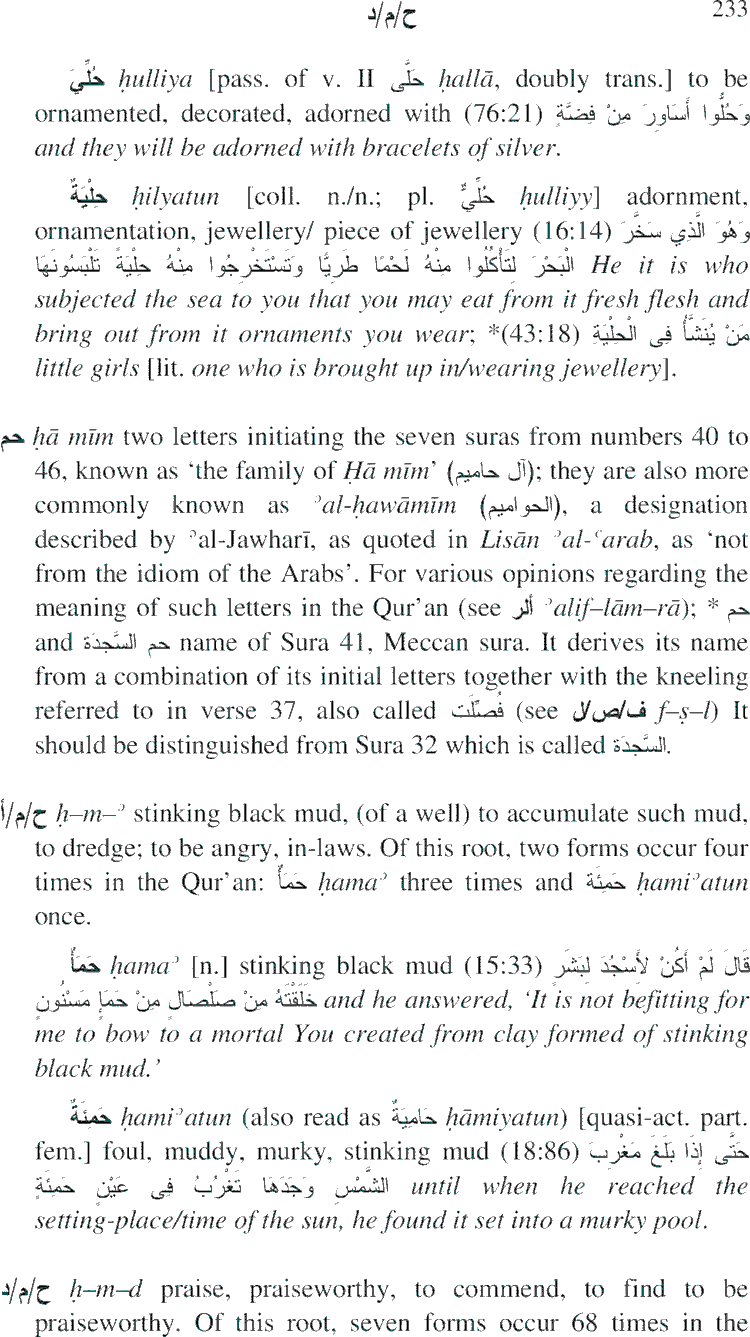 ح/م/د 233
حُلِّيَ ḥulliya [pass. of v. II حَلَّى ḥallā, doubly trans.] to be
ornamented, decorated, adorned with (76:21) وَحُلُّوا أَسَاوِرَ مِنْ فِضَّةٍ
and they will be adorned with bracelets of silver.
حِلْيَةٌ ḥilyatun [coll. n./n.; pl. حُلِّيٌّ ḥulliyy] adornment,
ornamentation, jewellery/ piece of jewellery (16:14) وَهُوَ الَّذِي سَخَّرَ
الْبَحْرَ لِتَأْكُلُوا مِنْهُ لَحْمًا طَرِيًّا وَتَسْتَخْرِجُوا مِنْهُ حِلْيَةً تَلْبَسُونَهَا He it is who
subjected the sea to you that you may eat from it fresh flesh and
bring out from it ornaments you wear; *(43:18) مَنْ يُنَشَّأُ فِى الْحِلْيَةِ
little girls [lit. one who is brought up in/wearing jewellery].
حم ḥā mīm two letters initiating the seven suras from numbers 40 to
46, known as ‘the family of Ḥā mīm’ (آل حاميم); they are also more
commonly known as ʾal-ḥawāmīm (الحواميم), a designation
described by ʾal-Jawharī, as quoted in Lisān ʾal-ʿarab, as ‘not
from the idiom of the Arabs’. For various opinions regarding the
meaning of such letters in the Qur’an (see ألر ʾalif–lām–rā); * حم
and حم السَّجدَة name of Sura 41, Meccan sura. It derives its name
from a combination of its initial letters together with the kneeling
referred to in verse 37, also called فُصِّلَت (see ف/ص/ل f–ṣ–l) It
should be distinguished from Sura 32 which is called السَّجدَة.
ح/م/أ ḥ–m–ʾ stinking black mud, (of a well) to accumulate such mud,
to dredge; to be angry, in-laws. Of this root, two forms occur four
times in the Qur’an: حَمَأٌ ḥamaʾ three times and حَمِئَة ḥamiʾatun
once.
حَمَأٌ ḥamaʾ [n.] stinking black mud (15:33) قَالَ لَمْ أَكُنْ لأَسْجُدَ لِبَشَرٍ
خَلَقْتَهُ مِنْ صَلْصَالٍ مِنْ حَمَإٍ مَسْنُونٍ and he answered, ‘It is not befitting for
me to bow to a mortal You created from clay formed of stinking
black mud.’
حَمِئَةٌ ḥamiʾatun (also read as حَامِيَةٌ ḥāmiyatun) [quasi-act. part.
fem.] foul, muddy, murky, stinking mud (18:86) حَتَّى إِذَا بَلَغَ مَغْرِبَ
الشَّمْسِ وَجَدَهَا تَغْرُبُ فِى عَيْنٍ حَمِئَةٍ until when he reached the
setting-place/time of the sun, he found it set into a murky pool.
ح/م/د ḥ–m–d praise, praiseworthy, to commend, to find to be
praiseworthy. Of this root, seven forms occur 68 times in the